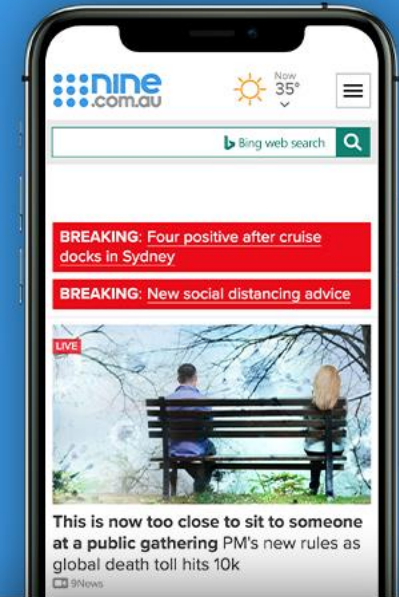 nine
.com.au
Now
35°
Bing web search
BREAKING: Four positive after cruise
docks in Sydney
BREAKING: New social distancing advice
LIVE
This is now too close to sit to someone
at a public gathering PM's new rules as
global death toll hits 10k
9News